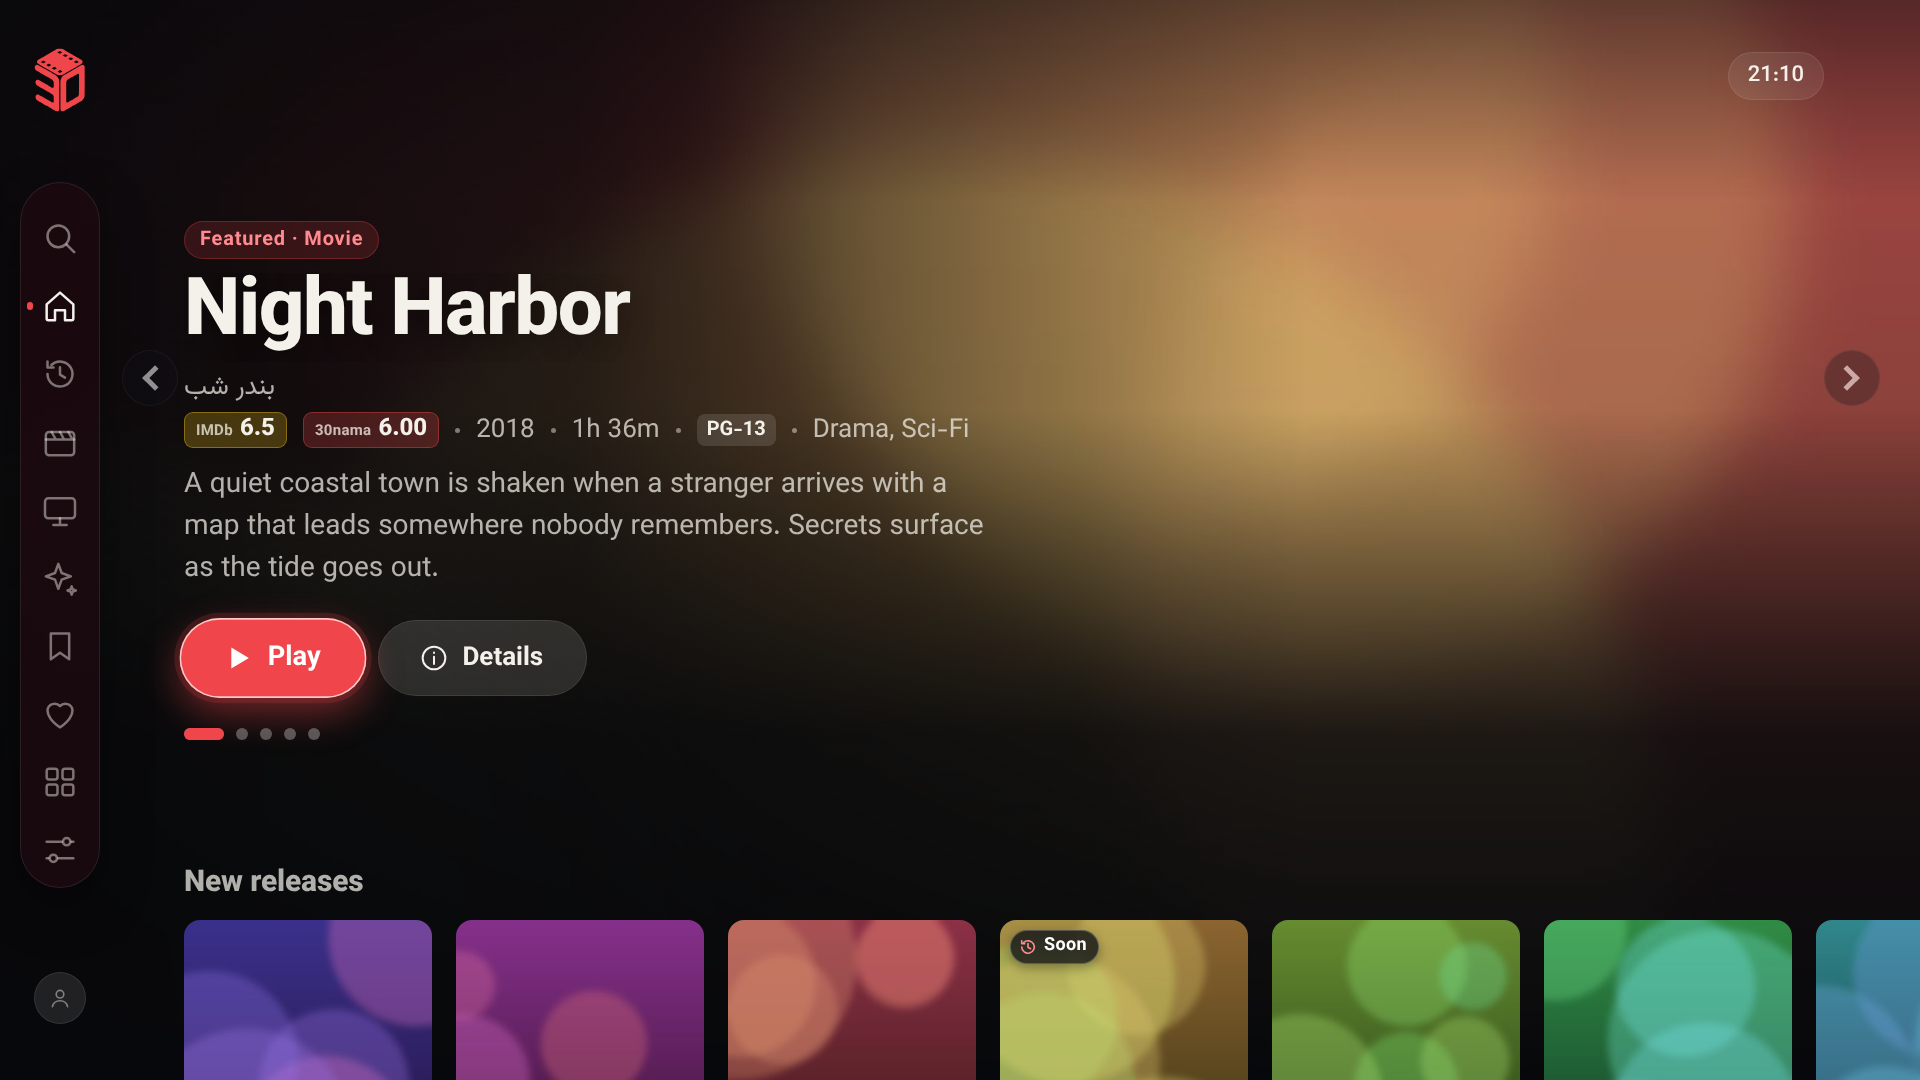 30
21:10
Featured · Movie
Night Harbor
بندر شب
IMDb 6.5 30nama 6.00 • 2018 • 1h 36m • PG-13 • Drama, Sci-Fi
A quiet coastal town is shaken when a stranger arrives with a
map that leads somewhere nobody remembers. Secrets surface
as the tide goes out.
Play Details
New releases
Soon